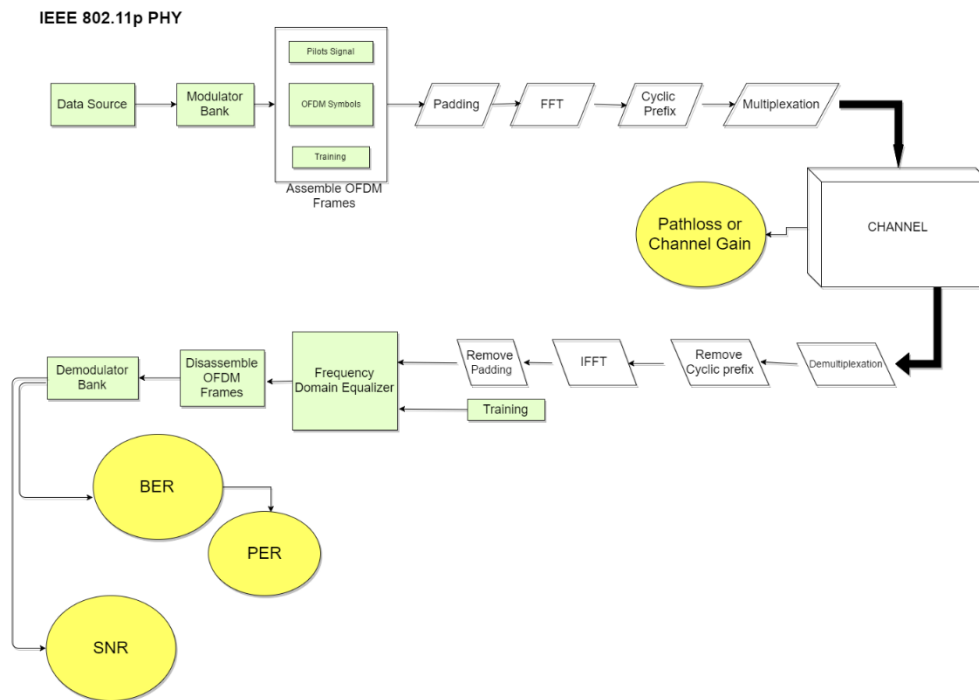 IEEE 802.11p PHY
Data Source
Modulator
Bank
Pilots Signal
OFDM Symbols
Training
Assemble OFDM
Frames
Padding
FFT
Cyclic
Prefix
Multiplexation
CHANNEL
Pathloss or
Channel Gain
Demultiplexation
Remove
Cyclic prefix
IFFT
Remove
Padding
Frequency
Domain Equalizer
Training
Disassemble
OFDM
Frames
Demodulator
Bank
BER
PER
SNR